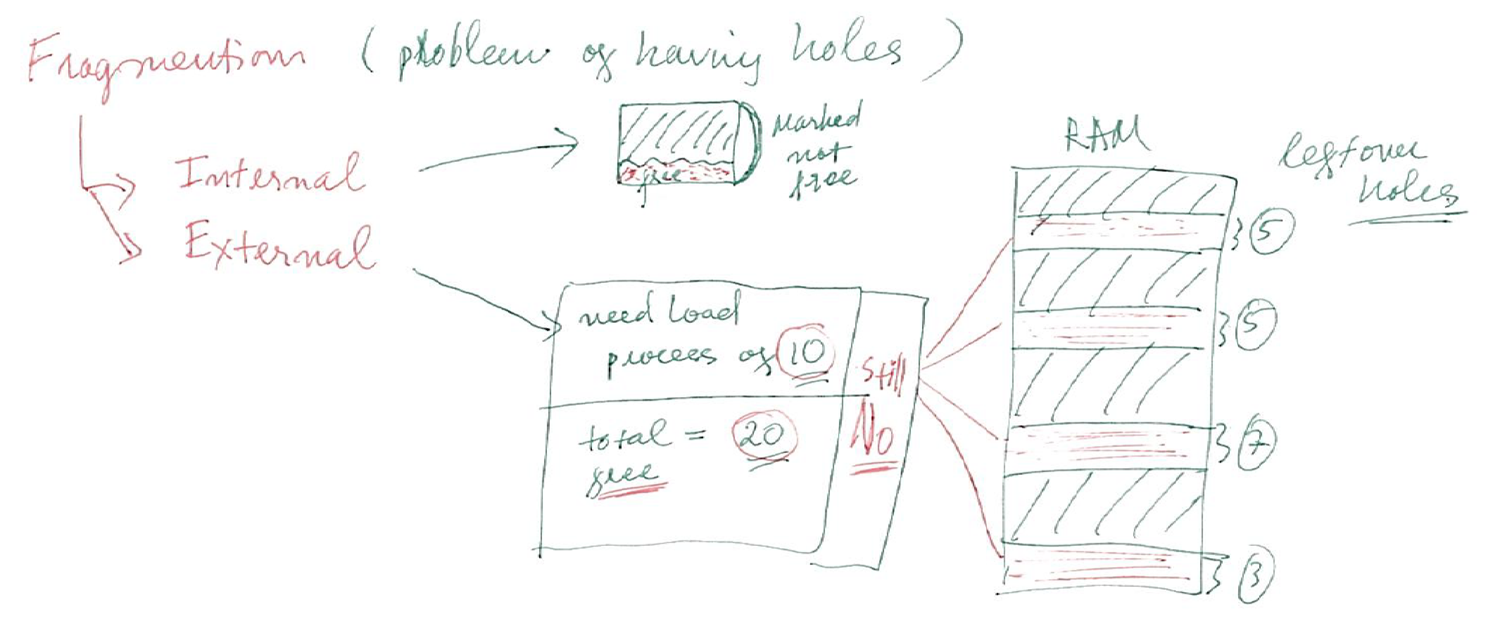 Fragmention (problem of having holes)
Internal
External
free
Marked
not
free
RAM
leftover
holes
need load
process of 10
total = 20
free
Still
No
5
5
7
3